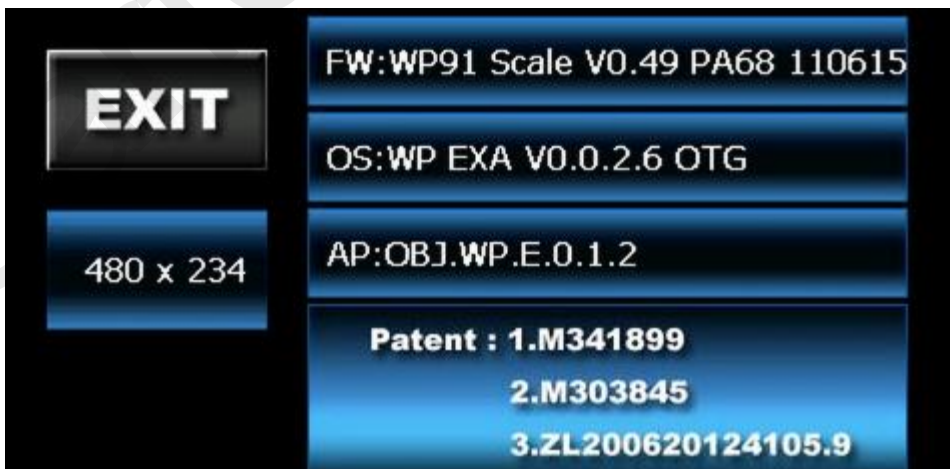 EXIT
480 x 234
FW:WP91 Scale V0.49 PA68 110615
OS:WP EXA V0.0.2.6 OTG
AP:OBJ.WP.E.0.1.2
Patent : 1.M341899
2.M303845
3.ZL200620124105.9